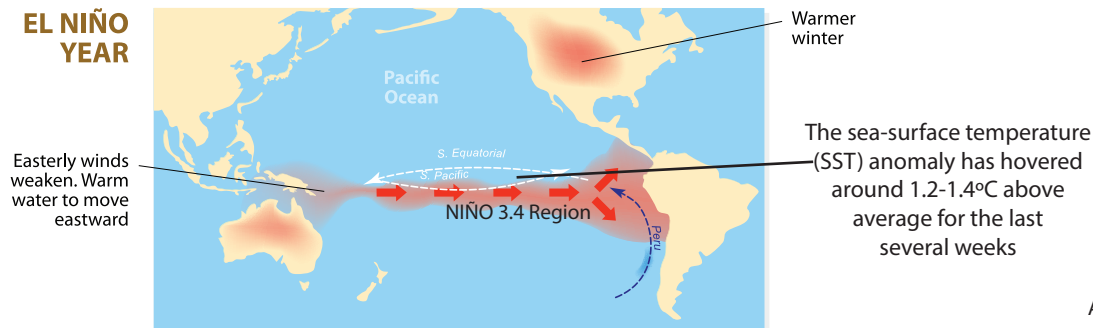 EL NIÑO
YEAR
Warmer
winter
Pacific
Ocean
The sea-surface temperature
(SST) anomaly has hovered
around 1.2-1.4ºC above
average for the last
several weeks
Easterly winds
weaken. Warm
water to move
eastward
S. Equatorial
S. Pacific
NIÑO 3.4 Region
Peru
A